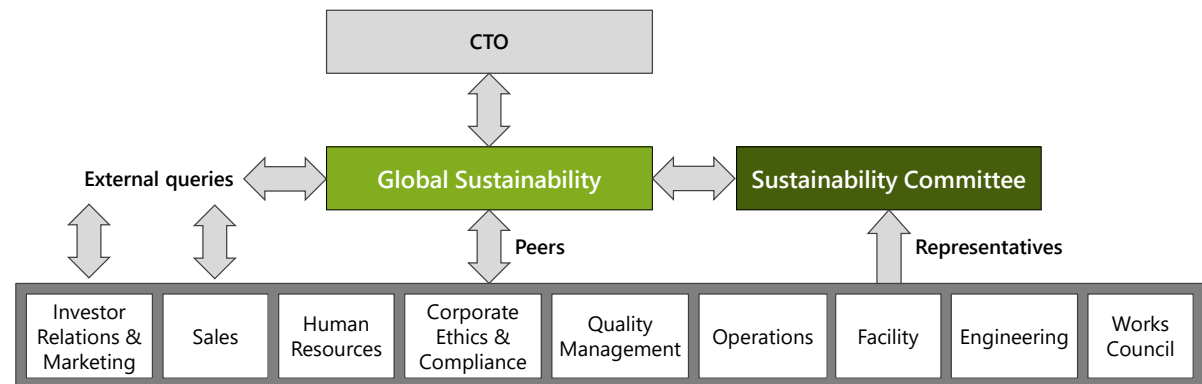 CTO
External queries
Global Sustainability
Sustainability Committee
Peers
Representatives
Investor
Relations &
Marketing
Sales
Human
Resources
Corporate
Ethics &
Compliance
Quality
Management
Operations
Facility
Engineering
Works
Council